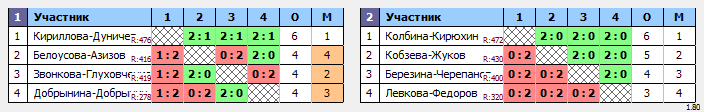 1 Участник 1 2 3 4 О М
1 Кириллова-Дуниче R:476 2:1 2:1 2:1 6 1
2 Белоусова-Азизов R:416 1:2 0:2 0:2 4 4
3 Звонкова-Глуховче R:419 1:2 2:0 0:2 4 2
4 Добрынина-Добры R:278 1:2 0:2 2:0 4 3
2 Участник 1 2 3 4 О М
1 Колбина-Кирюхин R:472 2:0 2:0 2:0 6 1
2 Кобзева-Жуков R:430 0:2 2:0 2:0 5 2
3 Березина-Черепано R:400 0:2 0:2 2:0 4 3
4 Левкова-Федоров R:320 0:2 0:2 0:2 3 4
1.80